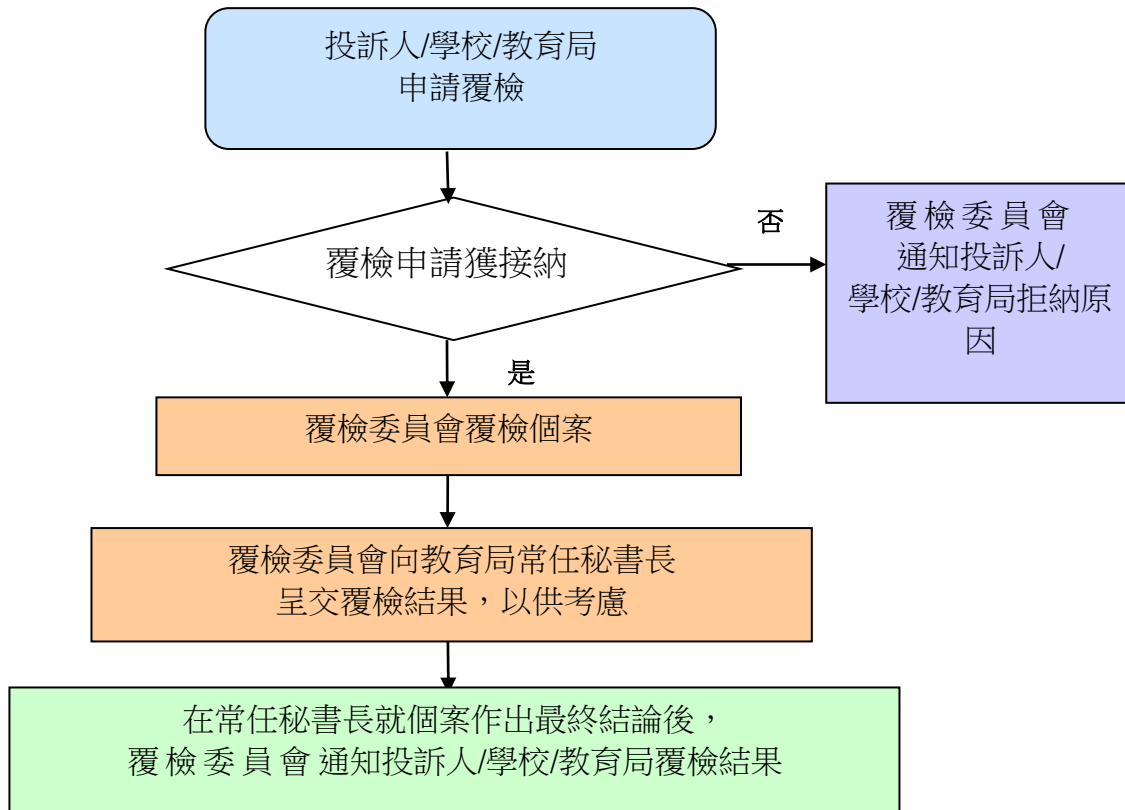 投訴人/學校/教育局
申請覆檢
覆檢申請獲接納
否
覆 檢 委 員 會
通知投訴人/
學校/教育局拒納原
因
是
覆檢委員會覆檢個案
覆檢委員會向教育局常任秘書長
呈交覆檢結果，以供考慮
在常任秘書長就個案作出最終結論後，
覆 檢 委 員 會 通知投訴人/學校/教育局覆檢結果